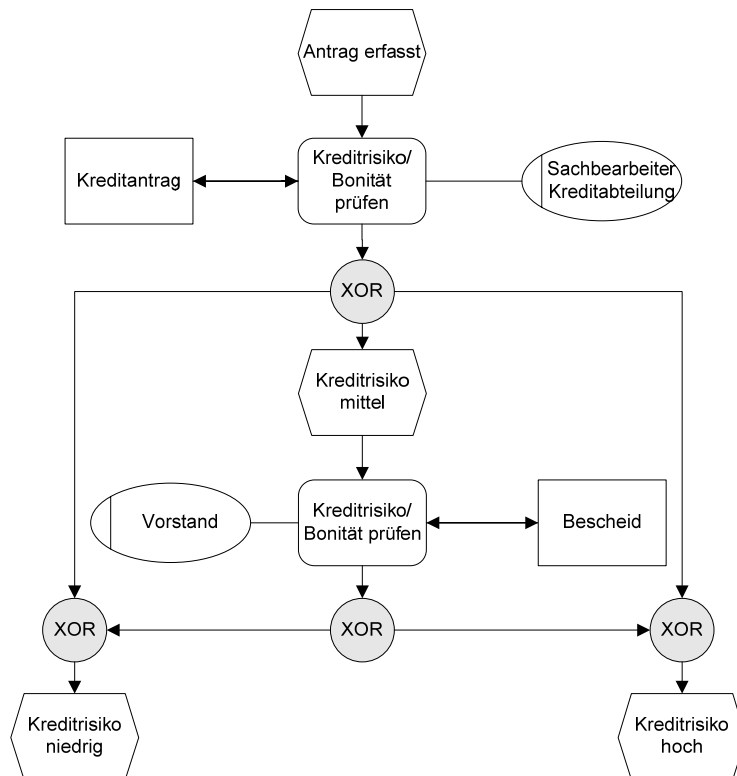 Antrag erfasst
Kreditantrag
Kreditrisiko/
Bonität
prüfen
Sachbearbeiter
Kreditabteilung
XOR
Kreditrisiko
mittel
Vorstand
Kreditrisiko/
Bonität prüfen
Bescheid
XOR
XOR
XOR
Kreditrisiko
niedrig
Kreditrisiko
hoch